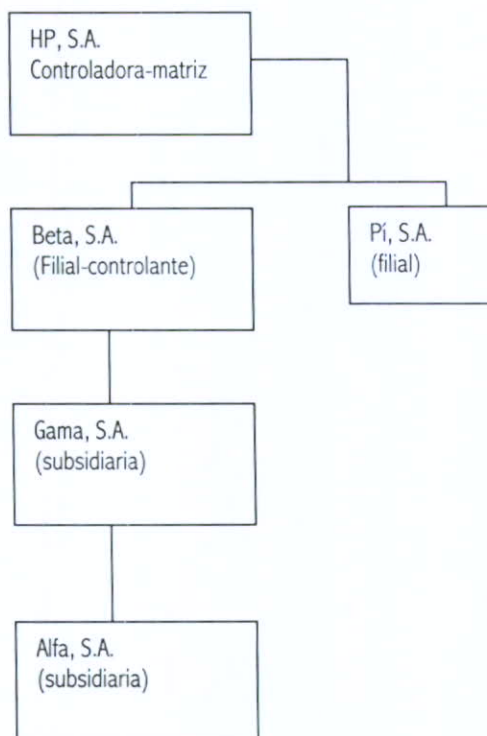 HP, S.A.
Controladora-matriz
Beta, S.A.
(Filial-controlante)
Pí, S.A.
(filial)
Gama, S.A.
(subsidiaria)
Alfa, S.A.
(subsidiaria)